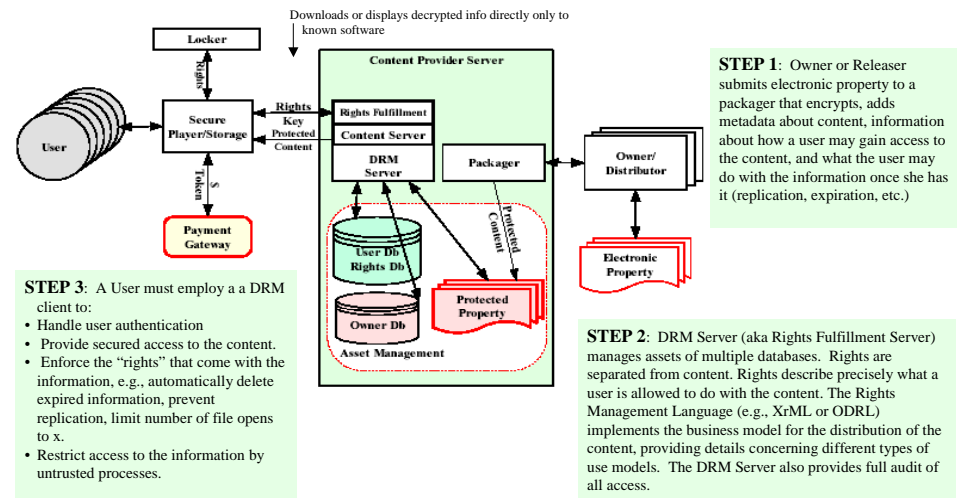 Downloads or displays decrypted info directly only to
known software
Locker
Rights
Secure
Player/Storage
User
$
Token
Payment
Gateway
Rights
Key
Protected
Content
Content Provider Server
Rights Fulfillment
Content Server
DRM
Server
Packager
Protected
Content
User Db
Rights Db
Owner Db
Protected
Property
Asset Management
Owner/
Distributor
Electronic
Property
STEP 1: Owner or Releaser
submits electronic property to
a packager that encrypts, adds
metadata about content, information
about how a user may gain access to
the content, and what the user may
do with the information once she has
it (replication, expiration, etc.)
STEP 3: A User must employ a a DRM
client to:
• Handle user authentication
• Provide secured access to the content.
• Enforce the “rights” that come with the
information, e.g., automatically delete
expired information, prevent
replication, limit number of file opens
to x.
• Restrict access to the information by
untrusted processes.
STEP 2: DRM Server (aka Rights Fulfillment Server)
manages assets of multiple databases. Rights are
separated from content. Rights describe precisely what a
user is allowed to do with the content. The Rights
Management Language (e.g., XrML or ODRL)
implements the business model for the distribution of the
content, providing details concerning different types of
use models. The DRM Server also provides full audit of
all access.